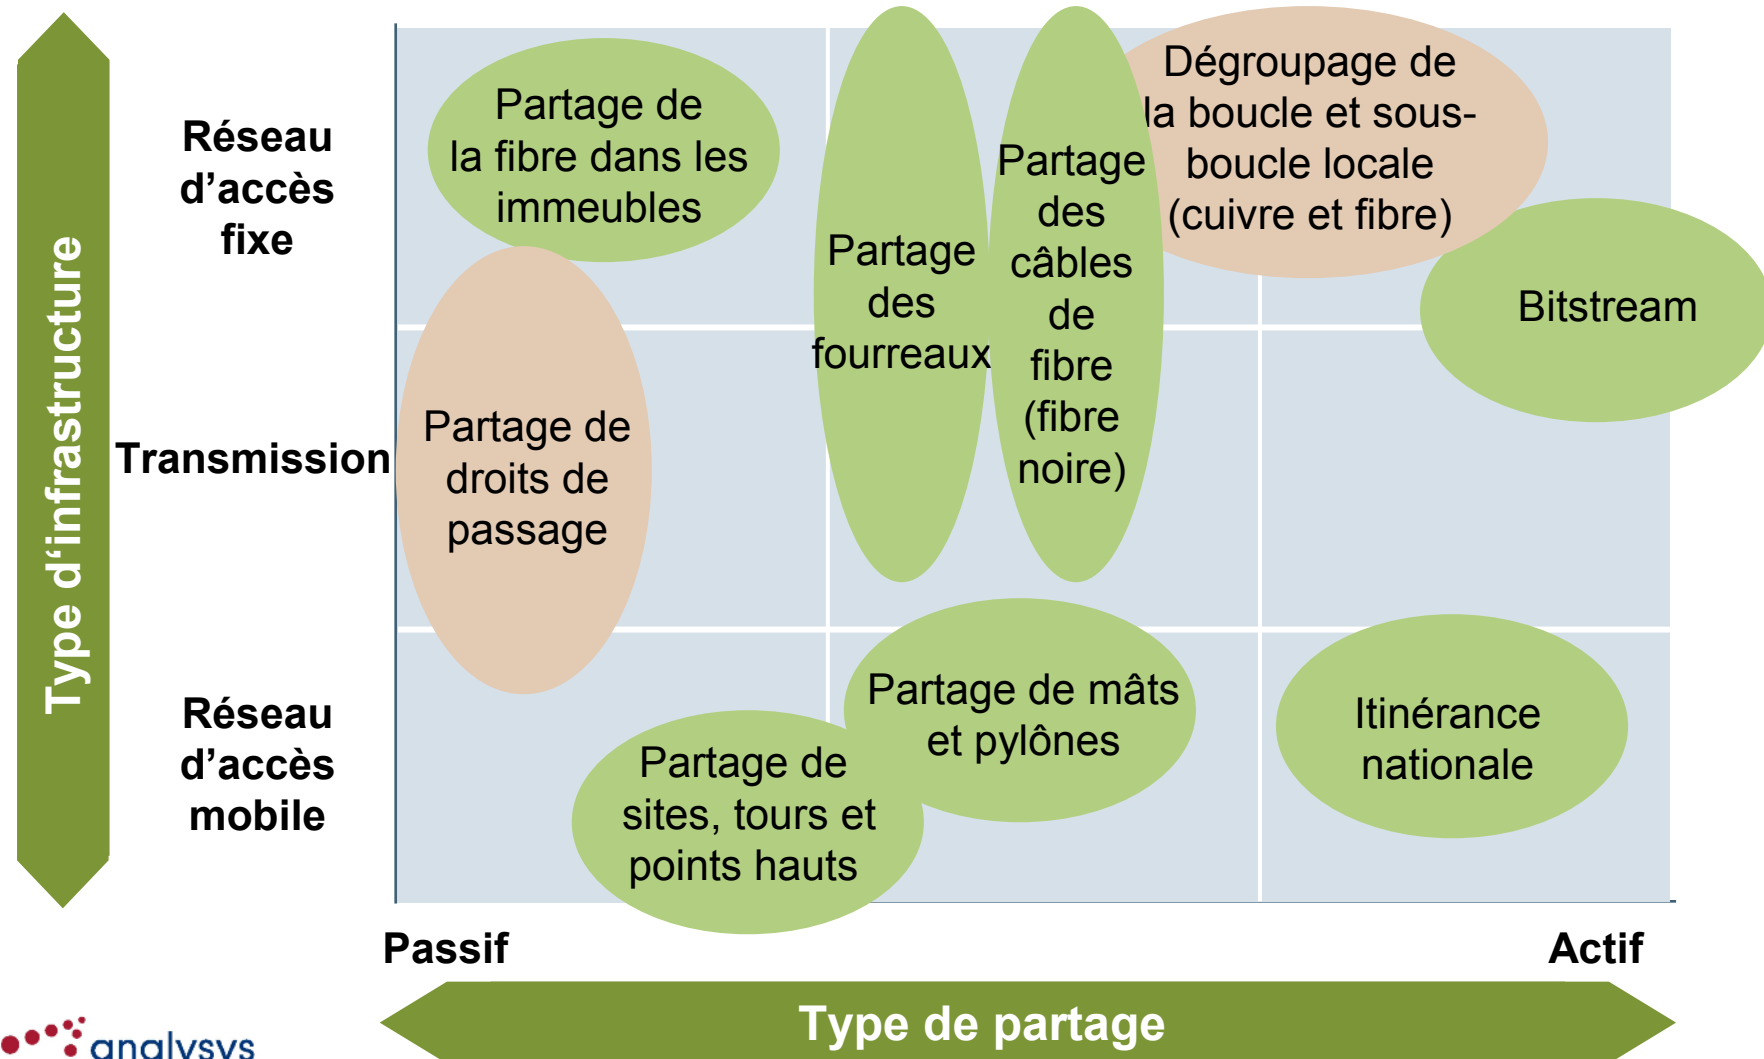 Type d‘infrastructure
Réseau
d’accès
fixe
Transmission
Réseau
d’accès
mobile
Partage de
la fibre dans les
immeubles
Partage de
droits de
passage
Partage
des
fourreaux
Partage
des
câbles
de
fibre
(fibre
noire)
Dégroupage de
la boucle et sous-
boucle locale
(cuivre et fibre)
Bitstream
Partage de mâts
et pylônes
Partage de
sites, tours et
points hauts
Itinérance
nationale
Passif
Actif
Type de partage
analysys